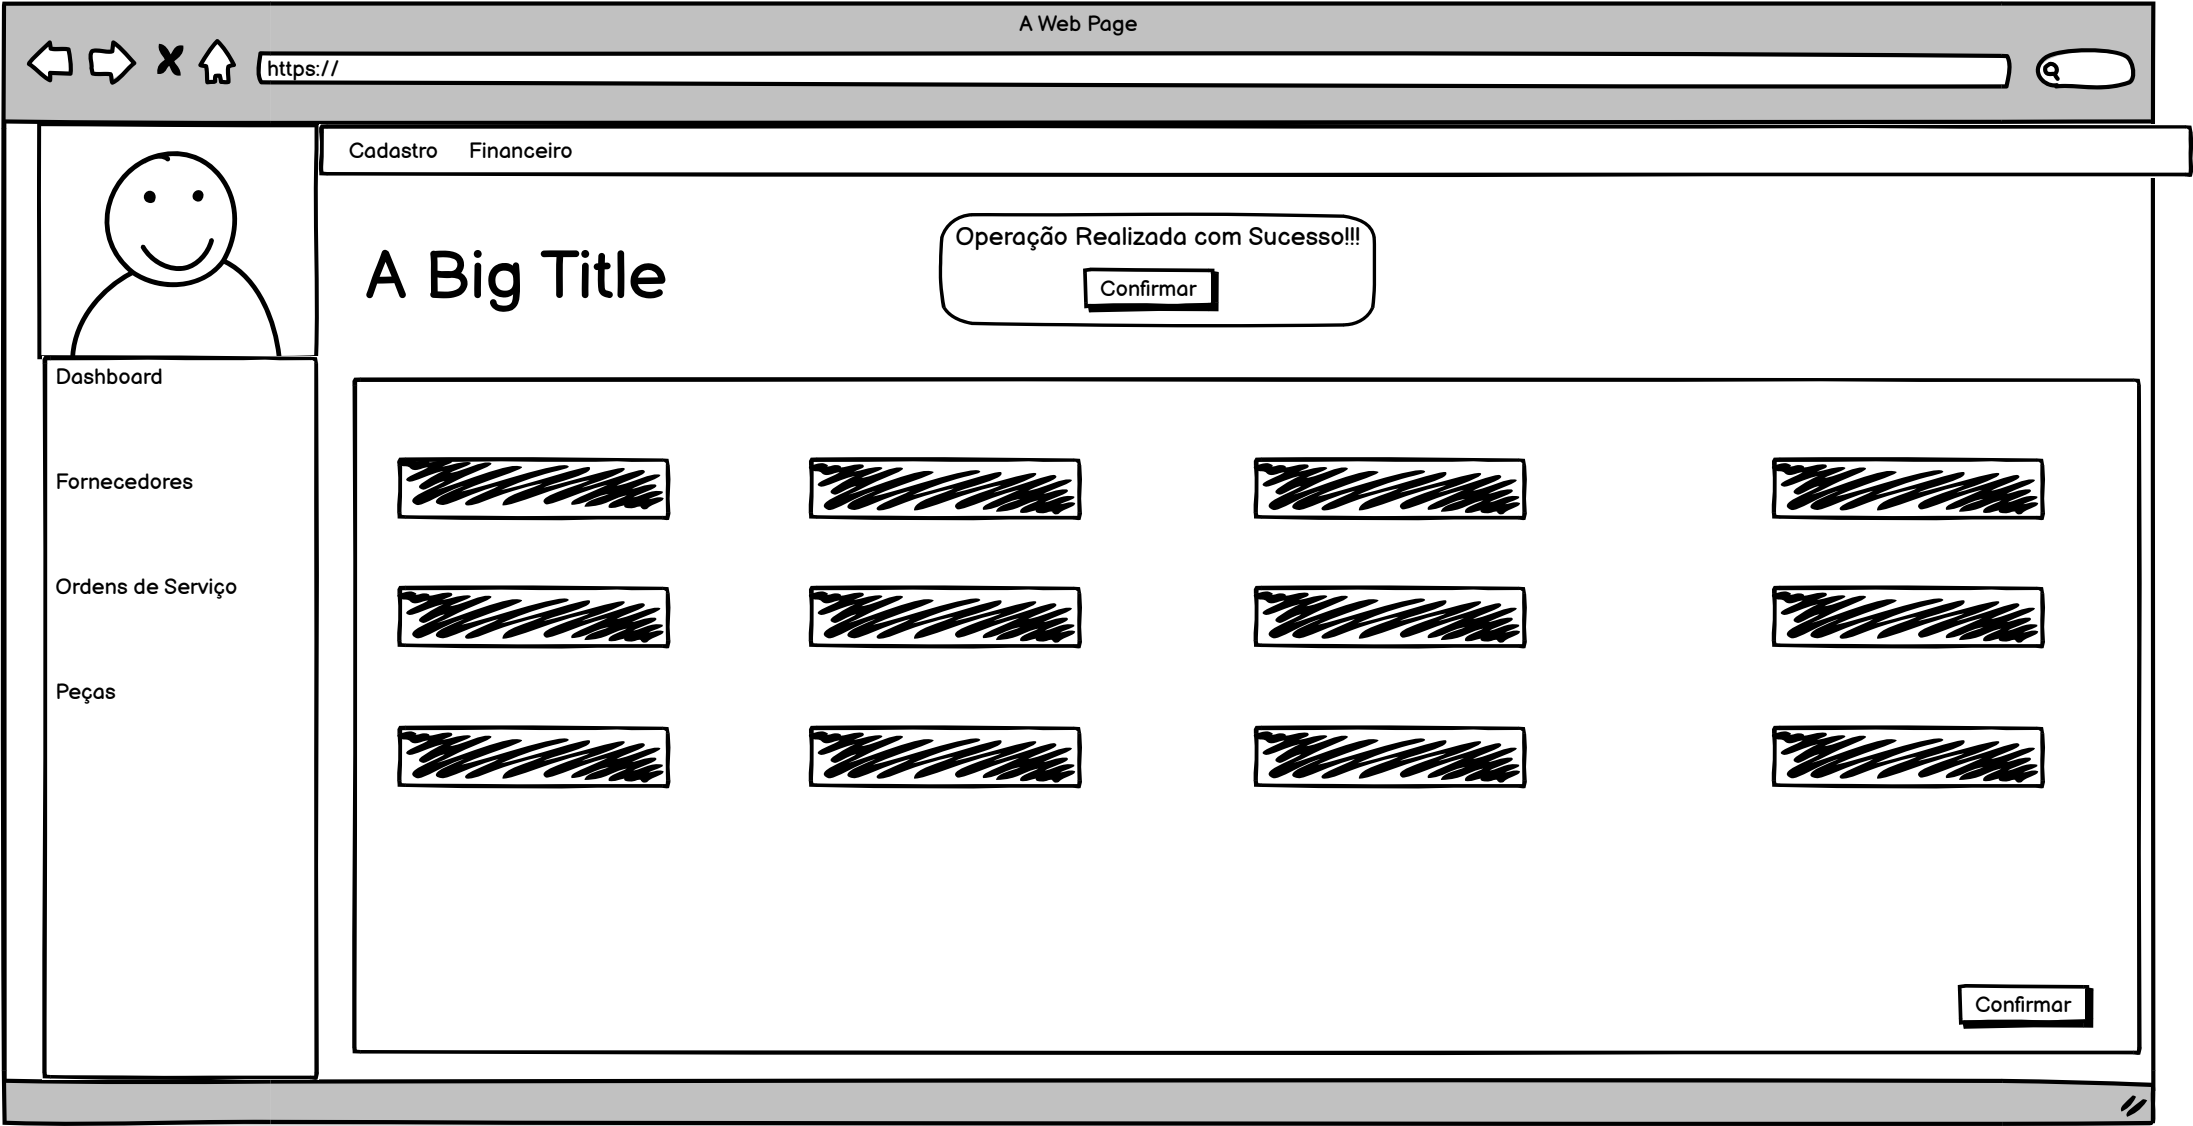 A Web Page
https://
Cadastro Financeiro
A Big Title
Operação Realizada com Sucesso!!!
Confirmar
Dashboard
Fornecedores
Ordens de Serviço
Peças
Confirmar